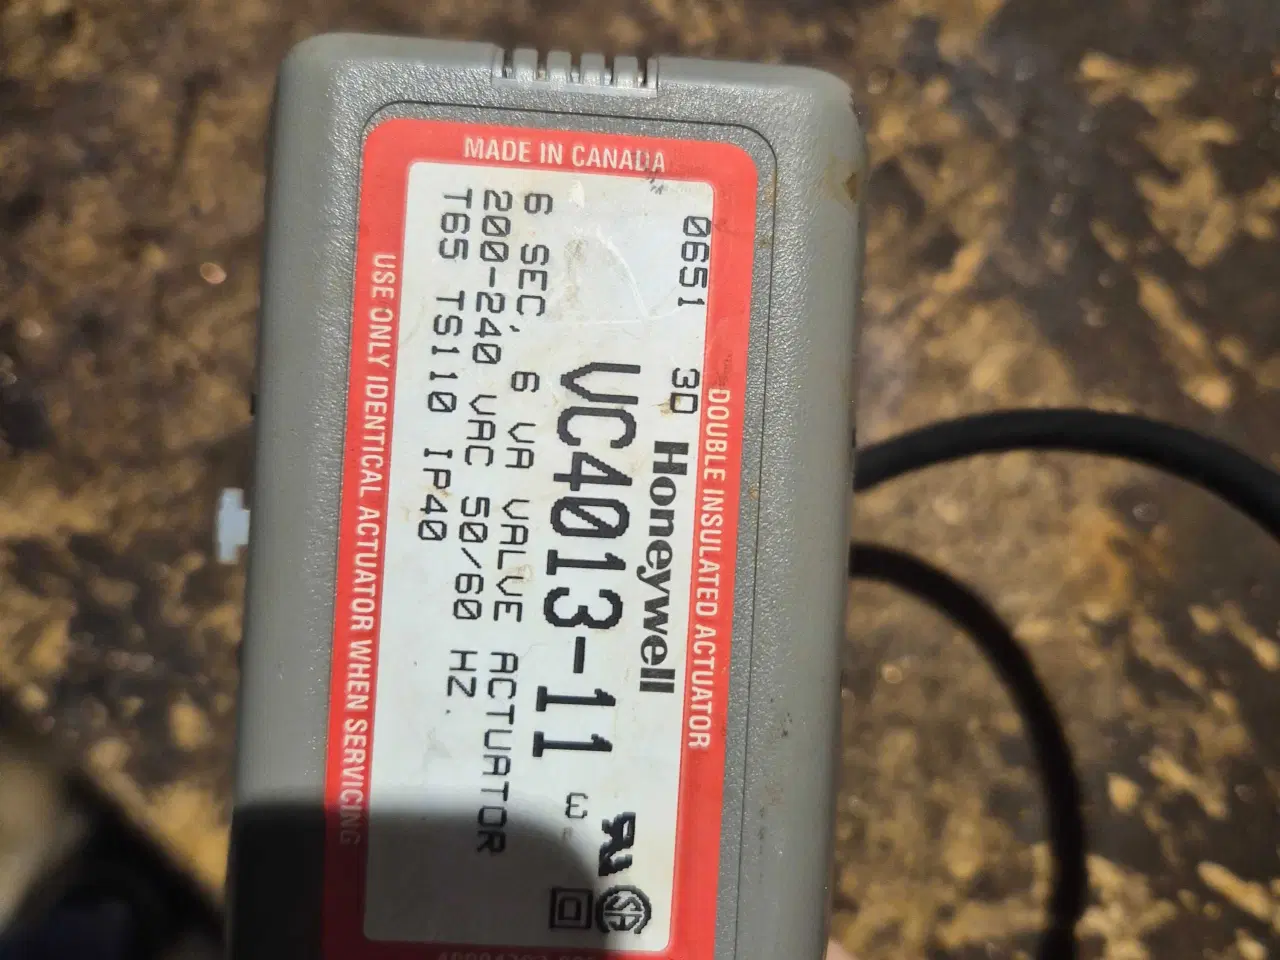 MADE IN CANADA
DOUBLE INSULATED ACTUATOR
0651 3D Honeywell
VC4013-11
6 SEC, 6 VA VALVE ACTUATOR
200-240 VAC 50/60 HZ.
T65 TS110 IP40
USE ONLY IDENTICAL ACTUATOR WHEN SERVICING